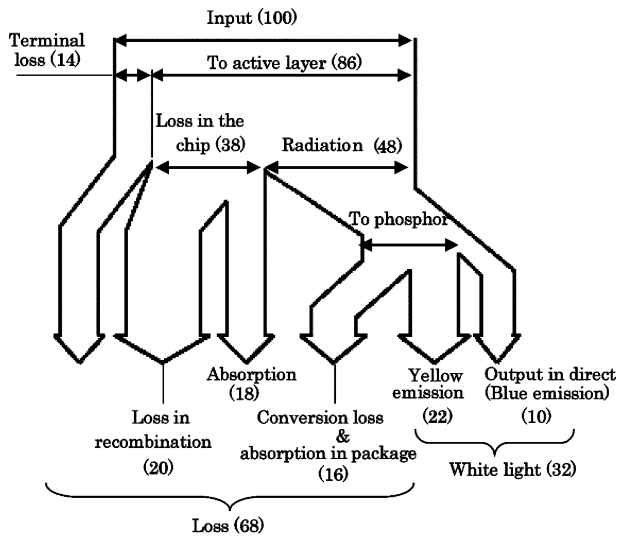 Input (100)
Terminal
loss (14)
To active layer (86)
Loss in the
chip (38)
Radiation (48)
To phosphor
Absorption
(18)
Yellow
emission
(22)
Output in direct
(Blue emission)
(10)
Loss in
recombination
(20)
Conversion loss
&
absorption in package
(16)
White light (32)
Loss (68)